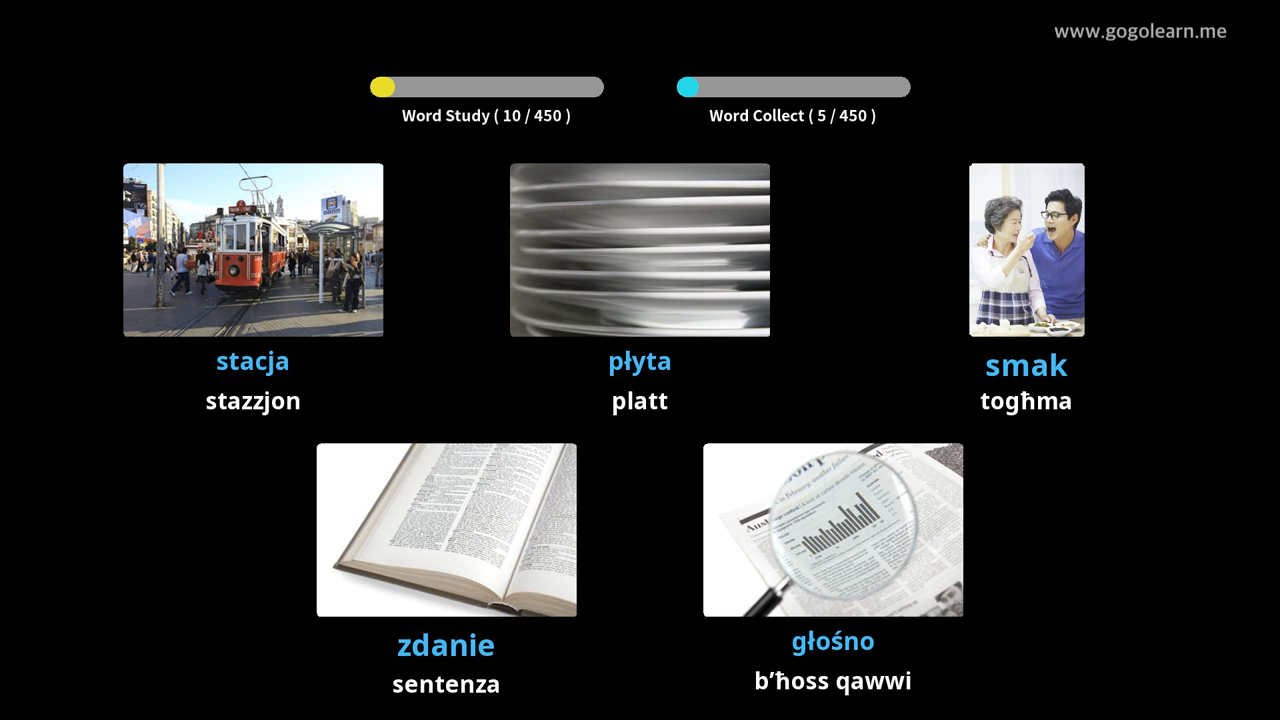 www.gogolearn.me
Word Study ( 10 / 450 )
Word Collect ( 5 / 450 )
stacja
stazzjon
płyta
platt
smak
togħma
zdanie
sentenza
głośno
b’ħoss qawwi